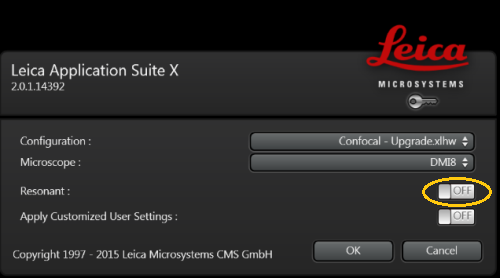 Leica
MICROSYSTEMS
Leica Application Suite X
2.0.1.14392
Configuration : Confocal - Upgrade.xlhw
Microscope : DMI8
Resonant : OFF
Apply Customized User Settings : OFF
Copyright 1997 - 2015 Leica Microsystems CMS GmbH OK Cancel